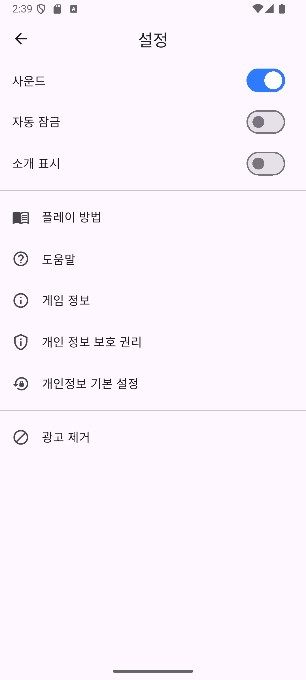 2:39
설정
사운드
자동 잠금
소개 표시
플레이 방법
도움말
게임 정보
개인 정보 보호 권리
개인정보 기본 설정
광고 제거